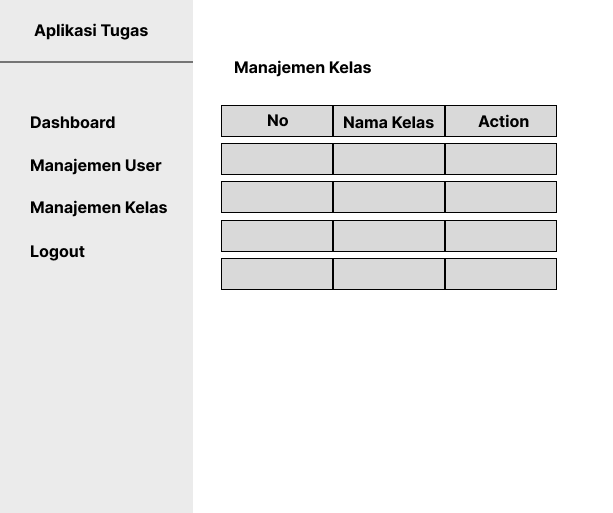 Aplikasi Tugas
Dashboard
Manajemen User
Manajemen Kelas
Logout
Manajemen Kelas
No Nama Kelas Action